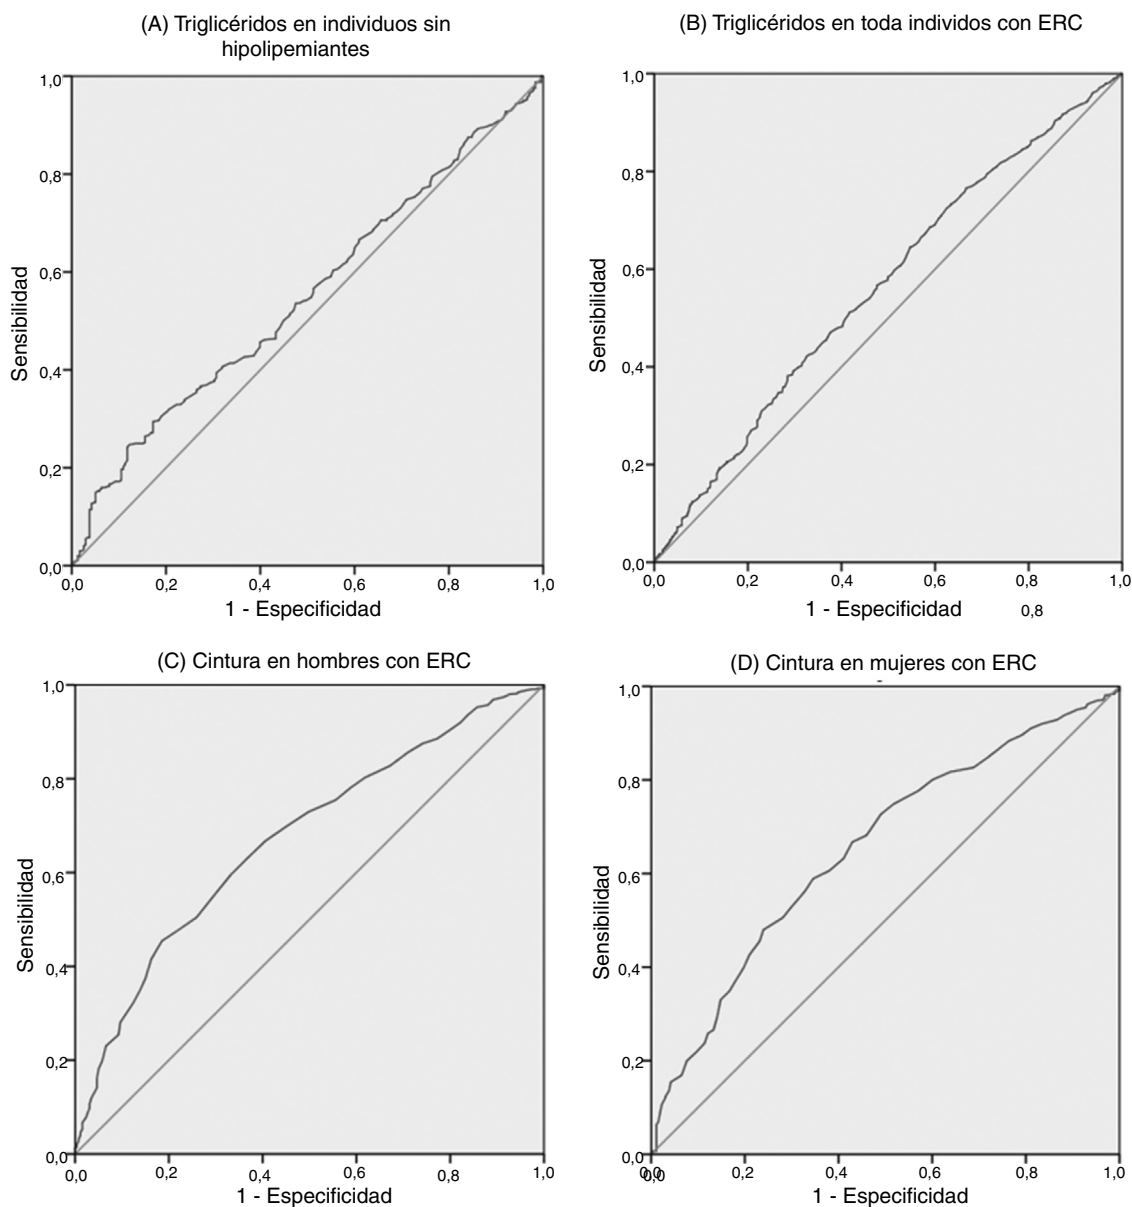 (A) Triglicéridos en individuos sin
hipolipemiantes
1,0
0,8
0,6
0,4
0,2
0,0
Sensibilidad
0,0 0,2 0,4 0,6 0,8 1,0
1 - Especificidad
(B) Triglicéridos en toda individos con ERC
1,0
0,8
0,6
0,4
0,2
0,0
Sensibilidad
0,0 0,2 0,4 0,6 0,8 1,0
1 - Especificidad 0,8
(C) Cintura en hombres con ERC
1,0
0,8
0,6
0,4
0,2
0,0
Sensibilidad
0,0 0,2 0,4 0,6 0,8 1,0
1 - Especificidad
(D) Cintura en mujeres con ERC
1,0
0,8
0,6
0,4
0,2
0,0
Sensibilidad
0,0 0,2 0,4 0,6 0,8 1,0
1 - Especificidad